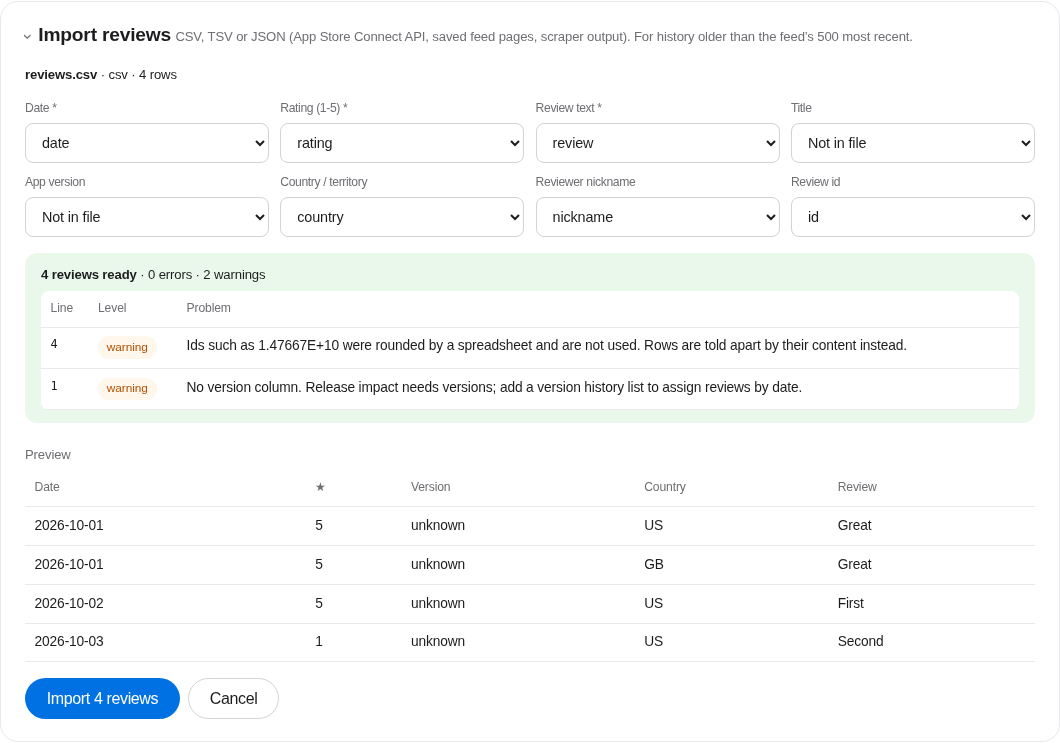 Import reviews CSV, TSV or JSON (App Store Connect API, saved feed pages, scraper output). For history older than the feed's 500 most recent.
reviews.csv · csv · 4 rows
Date * Rating (1-5) * Review text * Title
date rating review Not in file
App version Country / territory Reviewer nickname Review id
Not in file country nickname id
4 reviews ready · 0 errors · 2 warnings
Line Level Problem
4 warning Ids such as 1.47667E+10 were rounded by a spreadsheet and are not used. Rows are told apart by their content instead.
1 warning No version column. Release impact needs versions; add a version history list to assign reviews by date.
Preview
Date ★ Version Country Review
2026-10-01 5 unknown US Great
2026-10-01 5 unknown GB Great
2026-10-02 5 unknown US First
2026-10-03 1 unknown US Second
Import 4 reviews Cancel